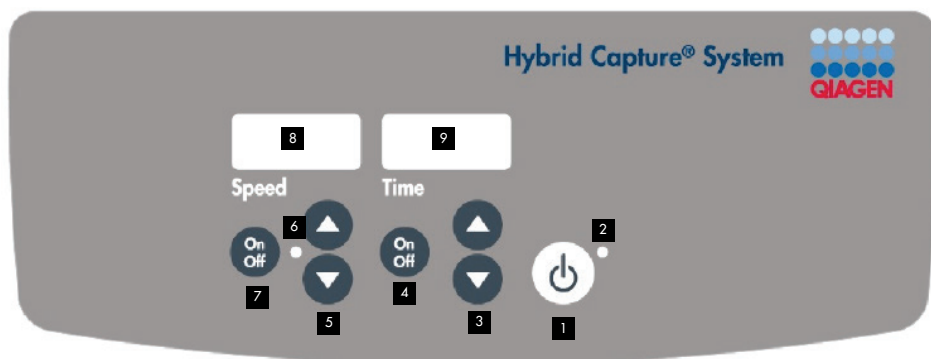 Hybrid Capture® System
QIAGEN
8
9
Speed
Time
6
2
On
Off
On
Off
7
4
5
3
1